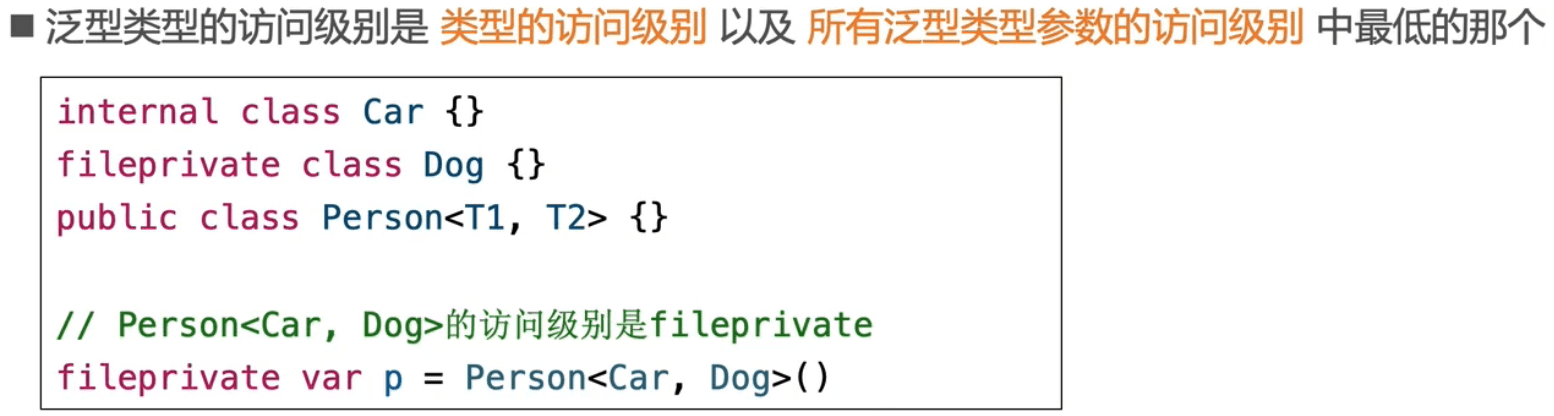 ■ 泛型类型的访问级别是 类型的访问级别 以及 所有泛型类型参数的访问级别 中最低的那个
internal class Car {}
fileprivate class Dog {}
public class Person<T1, T2> {}
// Person<Car, Dog>的访问级别是fileprivate
fileprivate var p = Person<Car, Dog>()